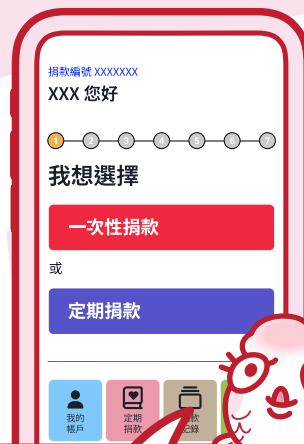 捐款編號 XXXXXXX
XXX 您好
1 2 3 4 5 6 7
我想選擇
一次性捐款
或
定期捐款
我的 定期
帳戶 捐款 記錄